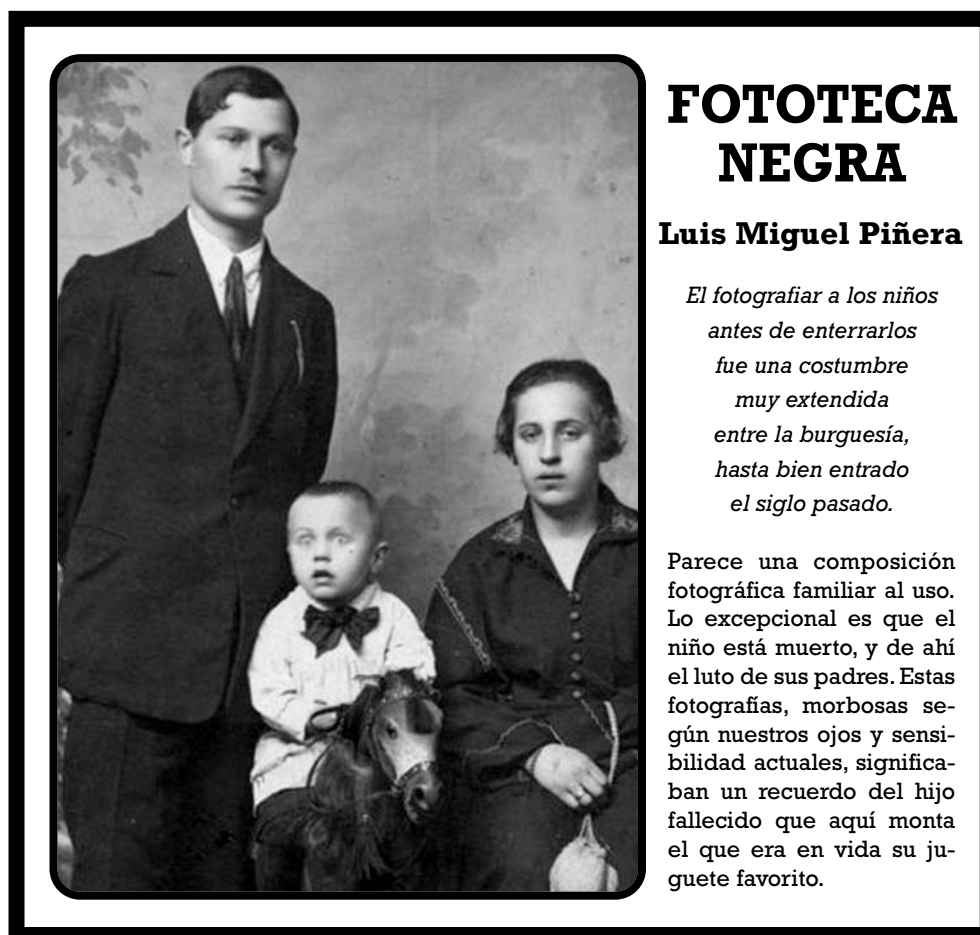 FOTOTECA
NEGRA
Luis Miguel Piñera
El fotografiar a los niños
antes de enterrarlos
fue una costumbre
muy extendida
entre la burguesía,
hasta bien entrado
el siglo pasado.
Parece una composición
fotográfica familiar al uso.
Lo excepcional es que el
niño está muerto, y de ahí
el luto de sus padres. Estas
fotografías, morbosas se-
gún nuestros ojos y sensi-
bilidad actuales, significa-
ban un recuerdo del hijo
fallecido que aquí monta
el que era en vida su ju-
guete favorito.